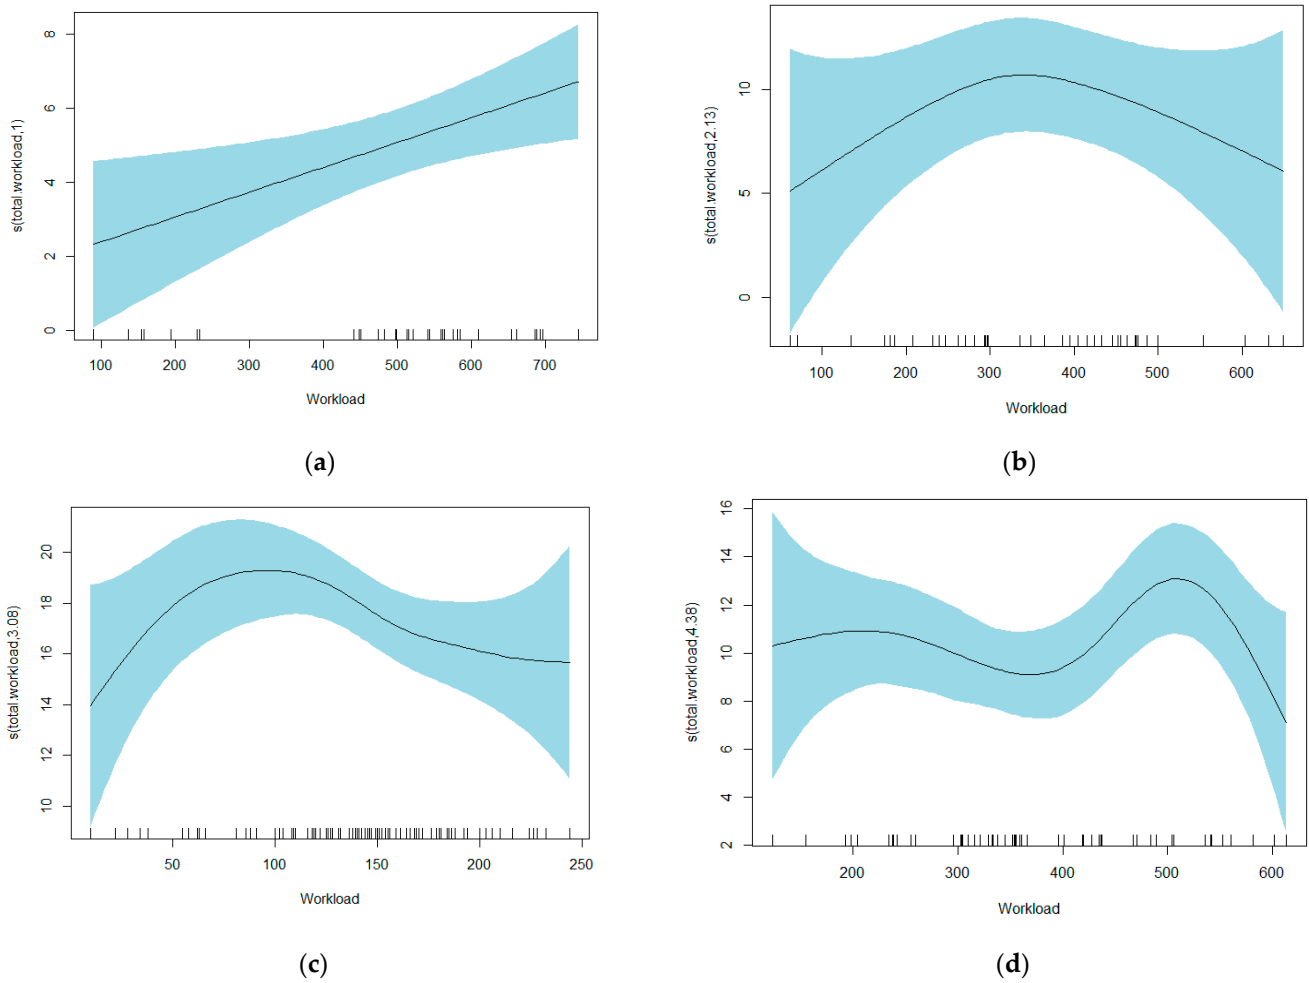 8
6
4
2
0
s(total.workload,1)
100 200 300 400 500 600 700
Workload
(a)
10
5
0
s(total.workload,2.13)
100 200 300 400 500 600
Workload
(b)
20
18
16
14
12
10
s(total.workload,3.08)
50 100 150 200 250
Workload
(c)
16
14
12
10
8
6
4
2
s(total.workload,4.38)
200 300 400 500 600
Workload
(d)